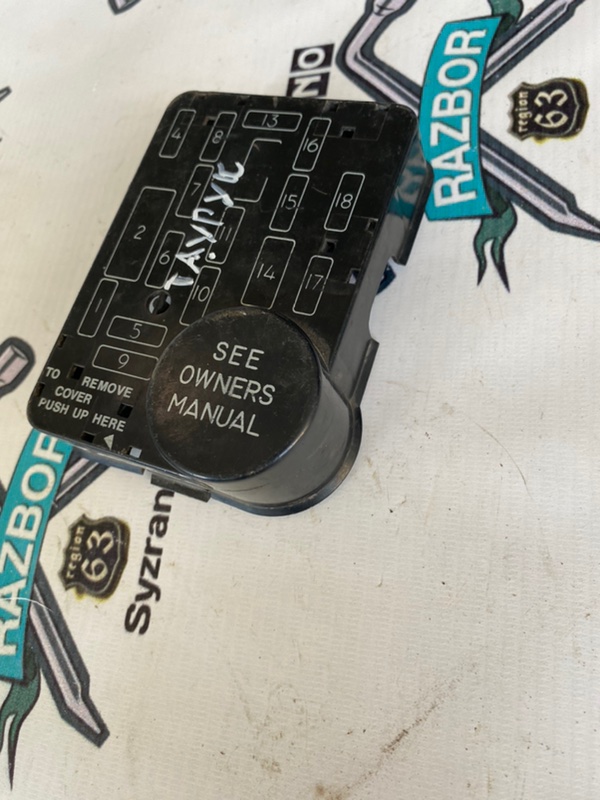 4
8
13
16
7
15
18
2
6
11
14
17
1
10
5
9
ТАУРУС
SEE
OWNERS
MANUAL
TO
REMOVE
COVER
PUSH UP HERE
RAZBOR
region
63
RAZBOR
region
63
Syzran
NO